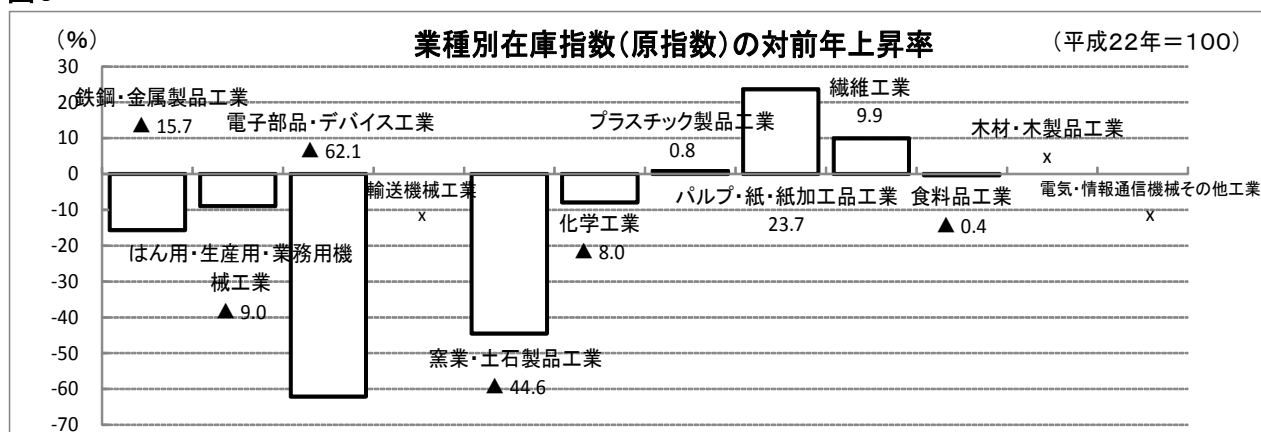 (%)
業種別在庫指数(原指数)の対前年上昇率
(平成22年＝100)
30
20
10
0
-10
-20
-30
-40
-50
-60
-70
鉄鋼・金属製品工業
▲ 15.7
はん用・生産用・業務用機
械工業
▲ 9.0
電子部品・デバイス工業
▲ 62.1
輸送機械工業
x
窯業・土石製品工業
▲ 44.6
化学工業
▲ 8.0
プラスチック製品工業
0.8
パルプ・紙・紙加工品工業
23.7
繊維工業
9.9
食料品工業
▲ 0.4
木材・木製品工業
x
電気・情報通信機械その他工業
x